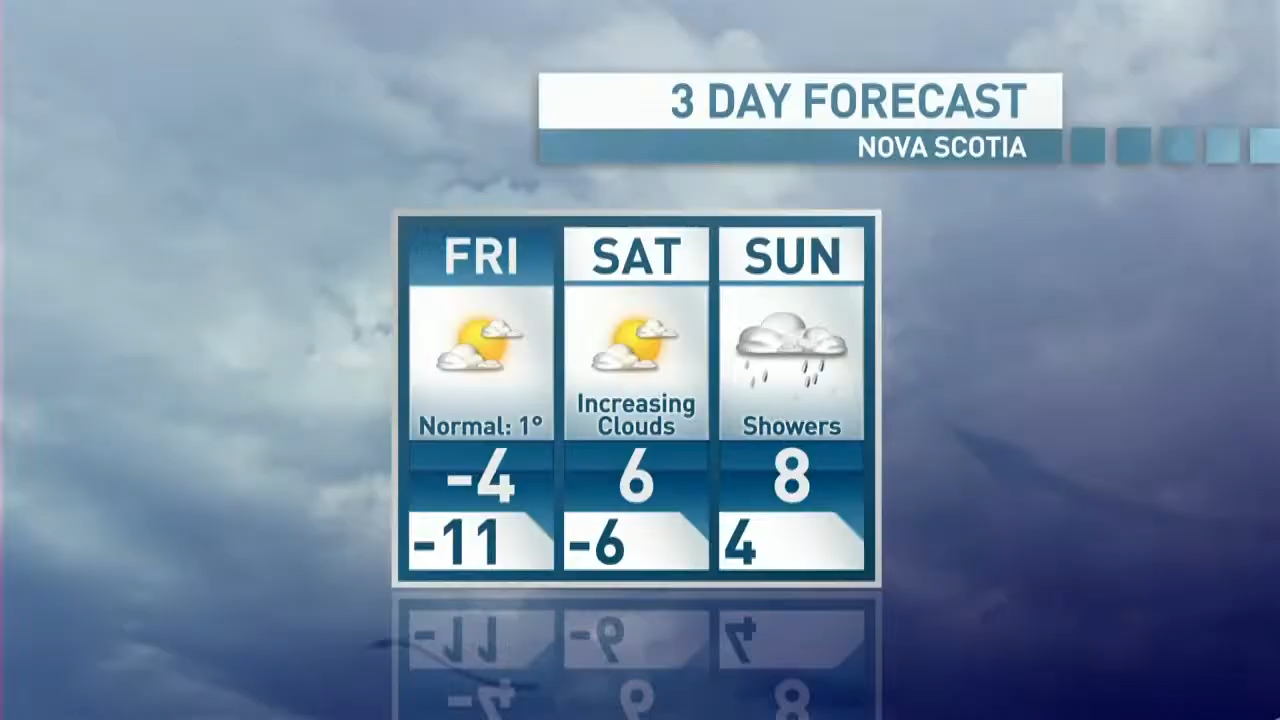 3 DAY FORECAST
NOVA SCOTIA
FRI
SAT
SUN
Normal: 1°
Increasing
Clouds
Showers
-4
6
8
-11
-6
4